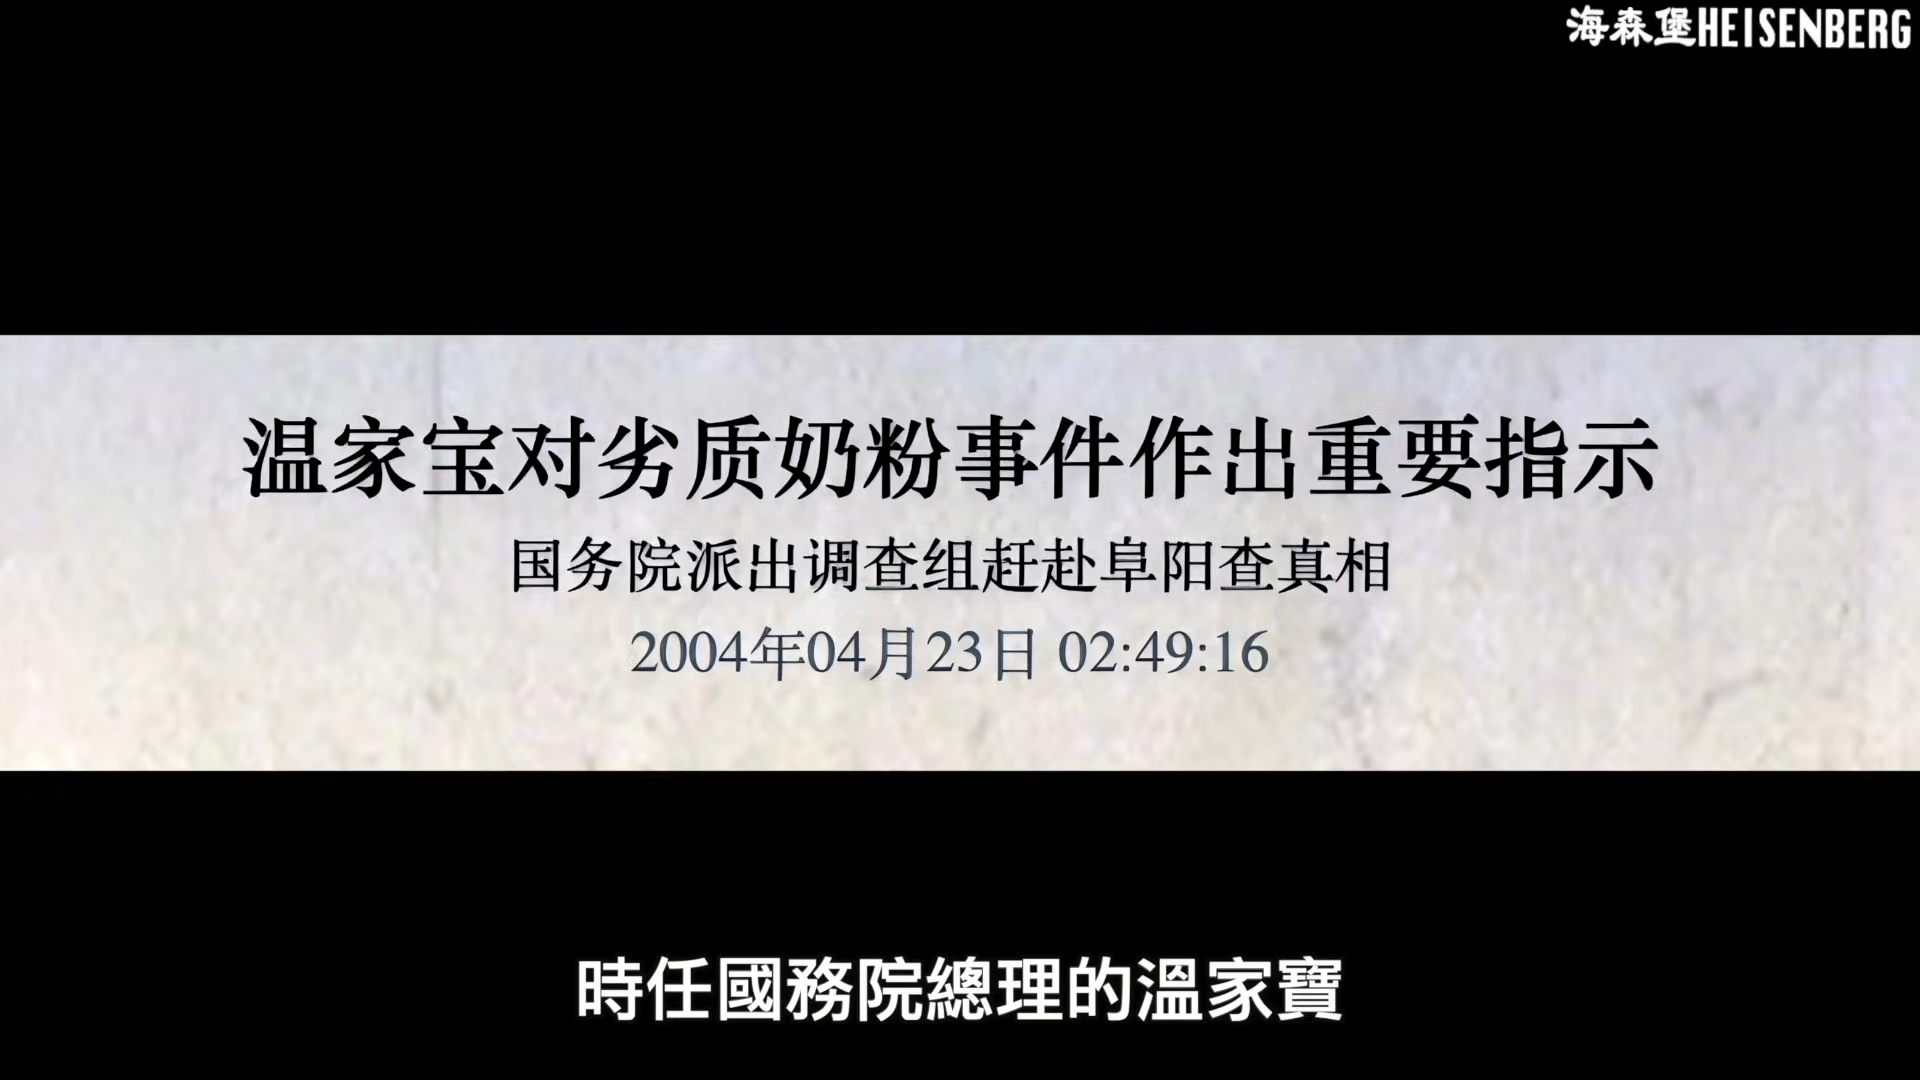 海森堡HEISENBERG
温家宝对劣质奶粉事件作出重要指示
国务院派出调查组赶赴阜阳查真相
2004年04月23日 02:49:16
時任國務院總理的溫家寶